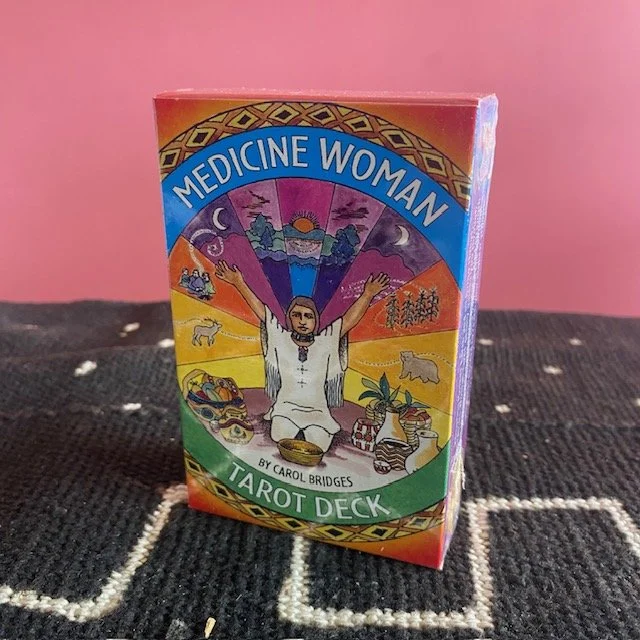 MEDICINE WOMAN
BY CAROL BRIDGES
TAROT DECK